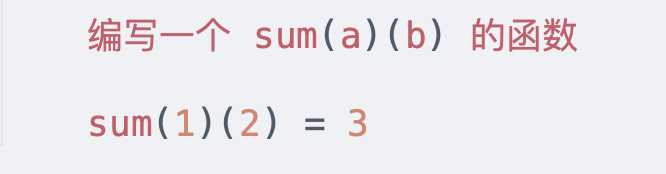 编写一个 sum(a)(b) 的函数
sum(1)(2) = 3